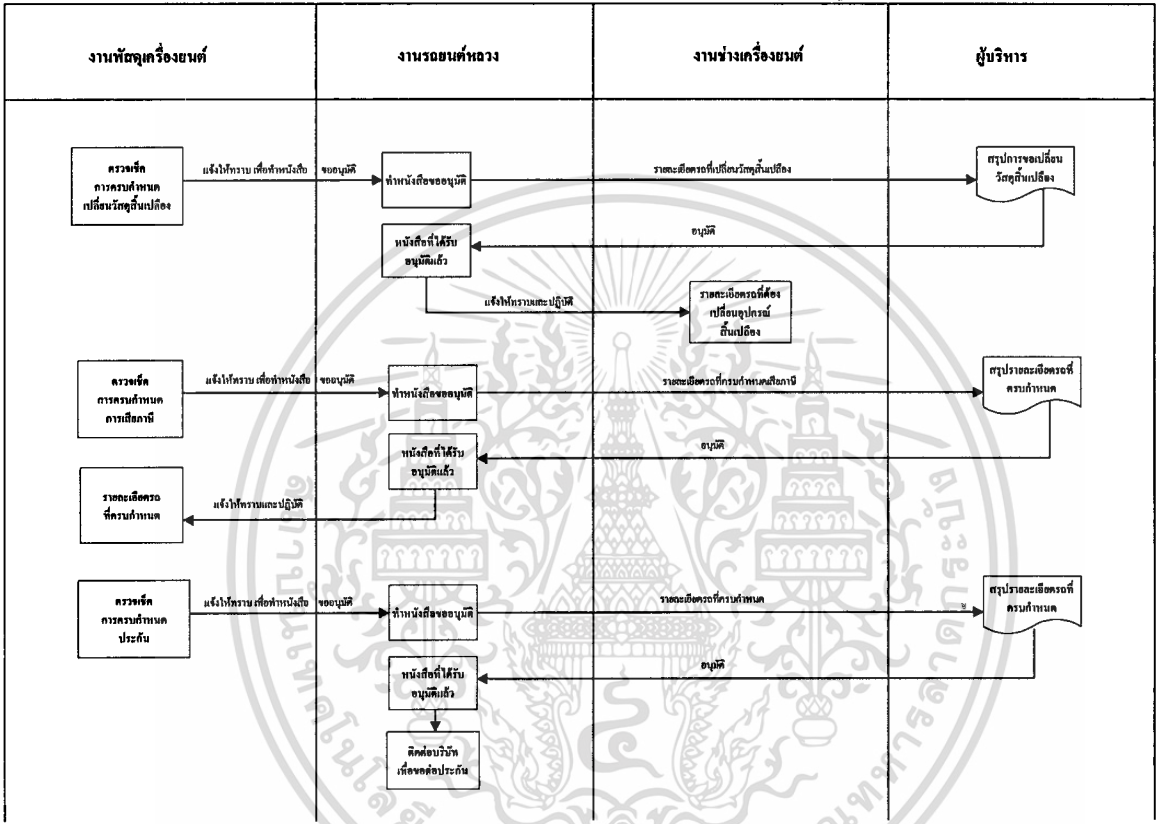 งานพัสดุเครื่องยนต์
งานรถยนต์หลวง
งานช่างเครื่องยนต์
ผู้บริหาร
ตรวจเช็ค
การครบกำหนด
เปลี่ยนวัสดุสิ้นเปลือง
แจ้งให้ทราบ เพื่อทำหนังสือ ขออนุมัติ
ทำหนังสือขออนุมัติ
รายละเอียดรถที่เปลี่ยนวัสดุสิ้นเปลือง
สรุปการขอเปลี่ยน
วัสดุสิ้นเปลือง
อนุมัติ
หนังสือที่ได้รับ
อนุมัติแล้ว
แจ้งให้ทราบและปฏิบัติ
รายละเอียดรถที่ต้อง
เปลี่ยนอุปกรณ์
สิ้นเปลือง
ตรวจเช็ค
การครบกำหนด
การเสียภาษี
แจ้งให้ทราบ เพื่อทำหนังสือ ขออนุมัติ
ทำหนังสือขออนุมัติ
รายละเอียดรถที่ครบกำหนดเสียภาษี
สรุปรายละเอียดรถที่
ครบกำหนด
อนุมัติ
หนังสือที่ได้รับ
อนุมัติแล้ว
แจ้งให้ทราบและปฏิบัติ
รายละเอียดรถ
ที่ครบกำหนด
ตรวจเช็ค
การครบกำหนด
ประกัน
แจ้งให้ทราบ เพื่อทำหนังสือ ขออนุมัติ
ทำหนังสือขออนุมัติ
รายละเอียดรถที่ครบกำหนด
สรุปรายละเอียดรถที่
ครบกำหนด
อนุมัติ
หนังสือที่ได้รับ
อนุมัติแล้ว
ติดต่อบริษัท
เพื่อขอต่อประกัน